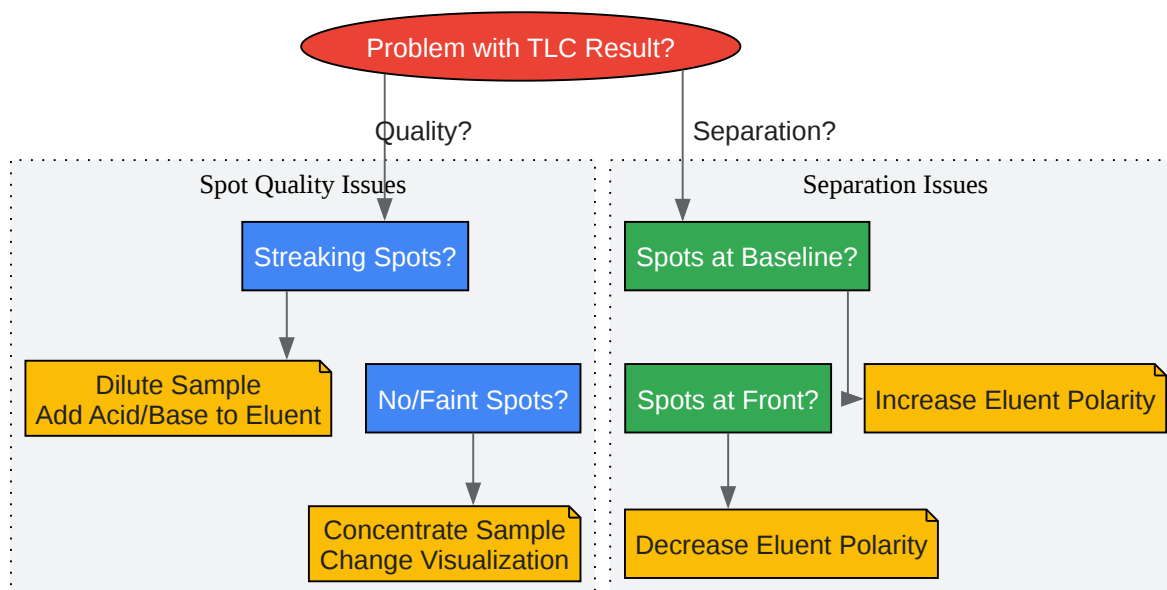 Problem with TLC Result?
Quality?
Separation?
Spot Quality Issues
Separation Issues
Streaking Spots?
Spots at Baseline?
Dilute Sample
Add Acid/Base to Eluent
No/Faint Spots?
Spots at Front?
Increase Eluent Polarity
Concentrate Sample
Change Visualization
Decrease Eluent Polarity